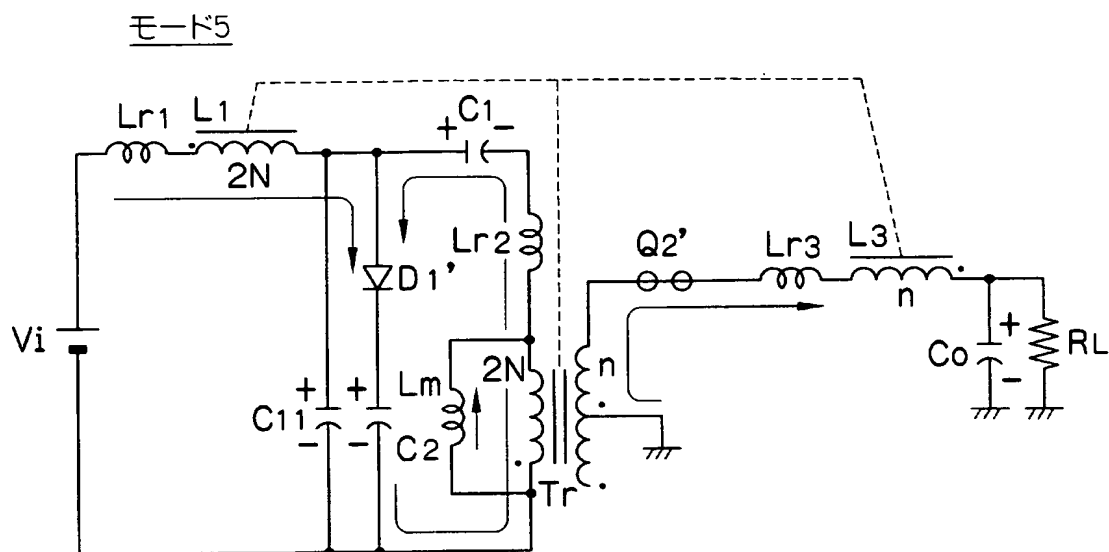 モード5
Lr1
L1
2N
+ C1 -
Lr2
D1'
Vi
C11
+
-
+
-
C2
Lm
2N
n
Tr
Q2'
Lr3
L3
n
Co
+
-
RL